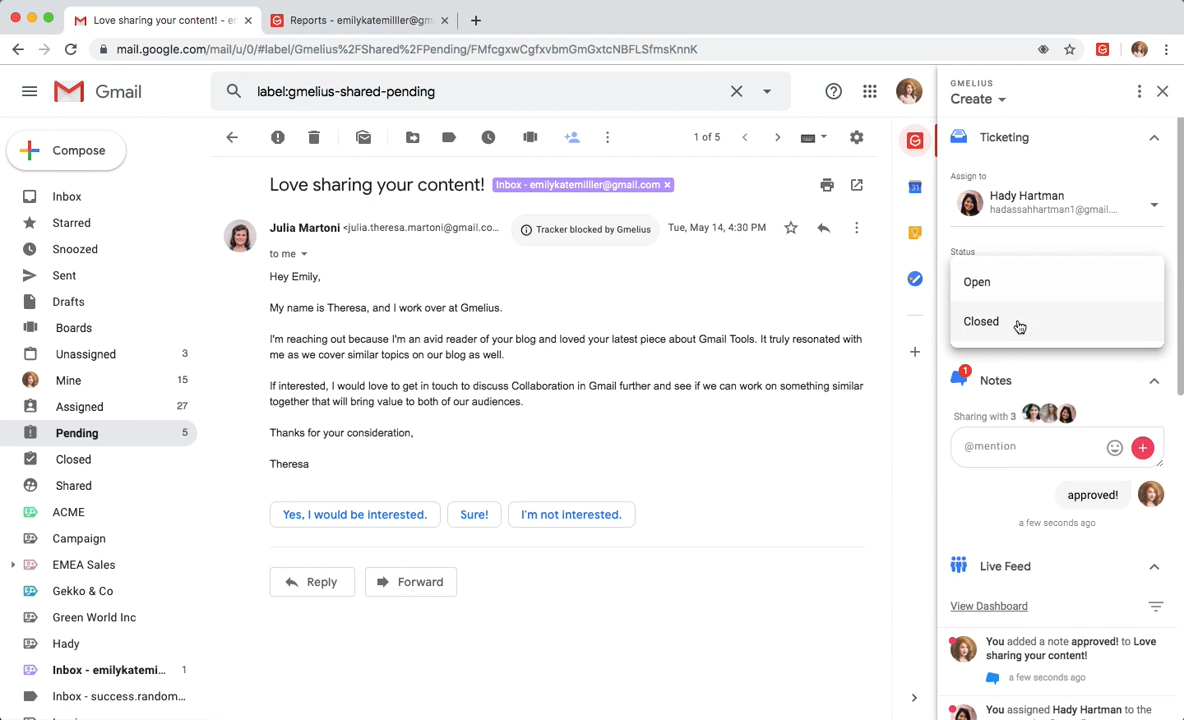 Love sharing your content! - e
Reports - emilykatemilller@gm
mail.google.com/mail/u/0/#label/Gmelius%2FShared%2FPending/FMfcgxwCgfxvbmGmGxtcNBFLSfmsKnnK
Gmail
label:gmelius-shared-pending
GMELIUS
Create
Compose
1 of 5
Ticketing
Inbox
Starred
Snoozed
Sent
Drafts
Boards
Unassigned 3
Mine 15
Assigned 27
Pending 5
Closed
Shared
ACME
Campaign
EMEA Sales
Gekko & Co
Green World Inc
Hady
Inbox - emilykatemi... 1
Inbox - success.random...
Love sharing your content! Inbox - emilykatemilller@gmail.com ×
Julia Martoni <julia.theresa.martoni@gmail.co... Tracker blocked by Gmelius Tue, May 14, 4:30 PM
to me
Hey Emily,
My name is Theresa, and I work over at Gmelius.
I'm reaching out because I'm an avid reader of your blog and loved your latest piece about Gmail Tools. It truly resonated with
me as we cover similar topics on our blog as well.
If interested, I would love to get in touch to discuss Collaboration in Gmail further and see if we can work on something similar
together that will bring value to both of our audiences.
Thanks for your consideration,
Theresa
Yes, I would be interested. Sure! I'm not interested.
Reply Forward
31
Assign to
Hady Hartman
hadassahhartman1@gmail....
Status
Open
Closed
1
Notes
Sharing with 3
@mention
approved!
a few seconds ago
Live Feed
View Dashboard
You added a note approved! to Love
sharing your content!
a few seconds ago
You assigned Hady Hartman to the